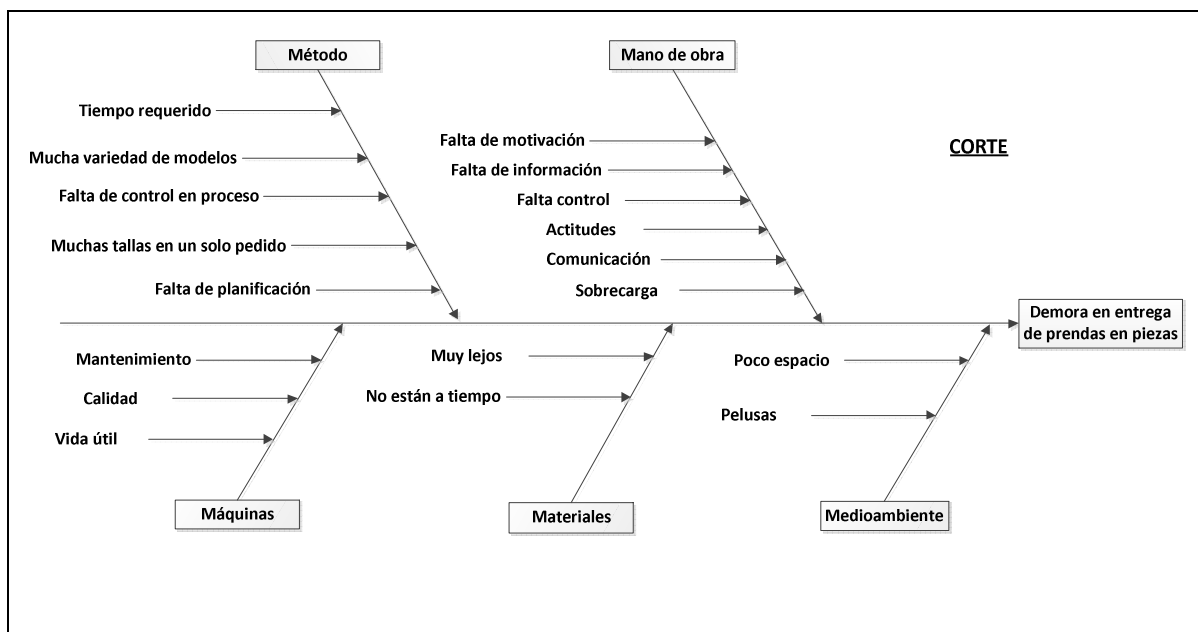 Método
Mano de obra
Tiempo requerido
Mucha variedad de modelos
Falta de control en proceso
Muchas tallas en un solo pedido
Falta de planificación
Falta de motivación
Falta de información
Falta control
Actitudes
Comunicación
Sobrecarga
CORTE
Demora en entrega
de prendas en piezas
Mantenimiento
Calidad
Vida útil
Muy lejos
No están a tiempo
Poco espacio
Pelusas
Máquinas
Materiales
Medioambiente